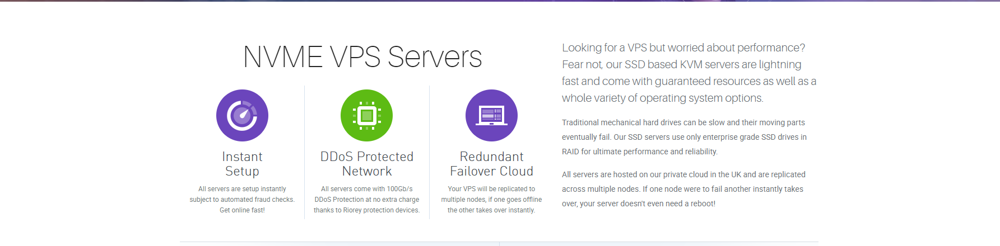 NVME VPS Servers
Instant
Setup
All servers are setup instantly
subject to automated fraud checks.
Get online fast!
DDoS Protected
Network
All servers come with 100Gb/s
DDoS Protection at no extra charge
thanks to Riorey protection devices.
Redundant
Failover Cloud
Your VPS will be replicated to
multiple nodes, if one goes offline
the other takes over instantly.
Looking for a VPS but worried about performance?
Fear not, our SSD based KVM servers are lightning
fast and come with guaranteed resources as well as a
whole variety of operating system options.
Traditional mechanical hard drives can be slow and their moving parts
eventually fail. Our SSD servers use only enterprise grade SSD drives in
RAID for ultimate performance and reliability.
All servers are hosted on our private cloud in the UK and are replicated
across multiple nodes. If one node were to fail another instantly takes
over, your server doesn't even need a reboot!